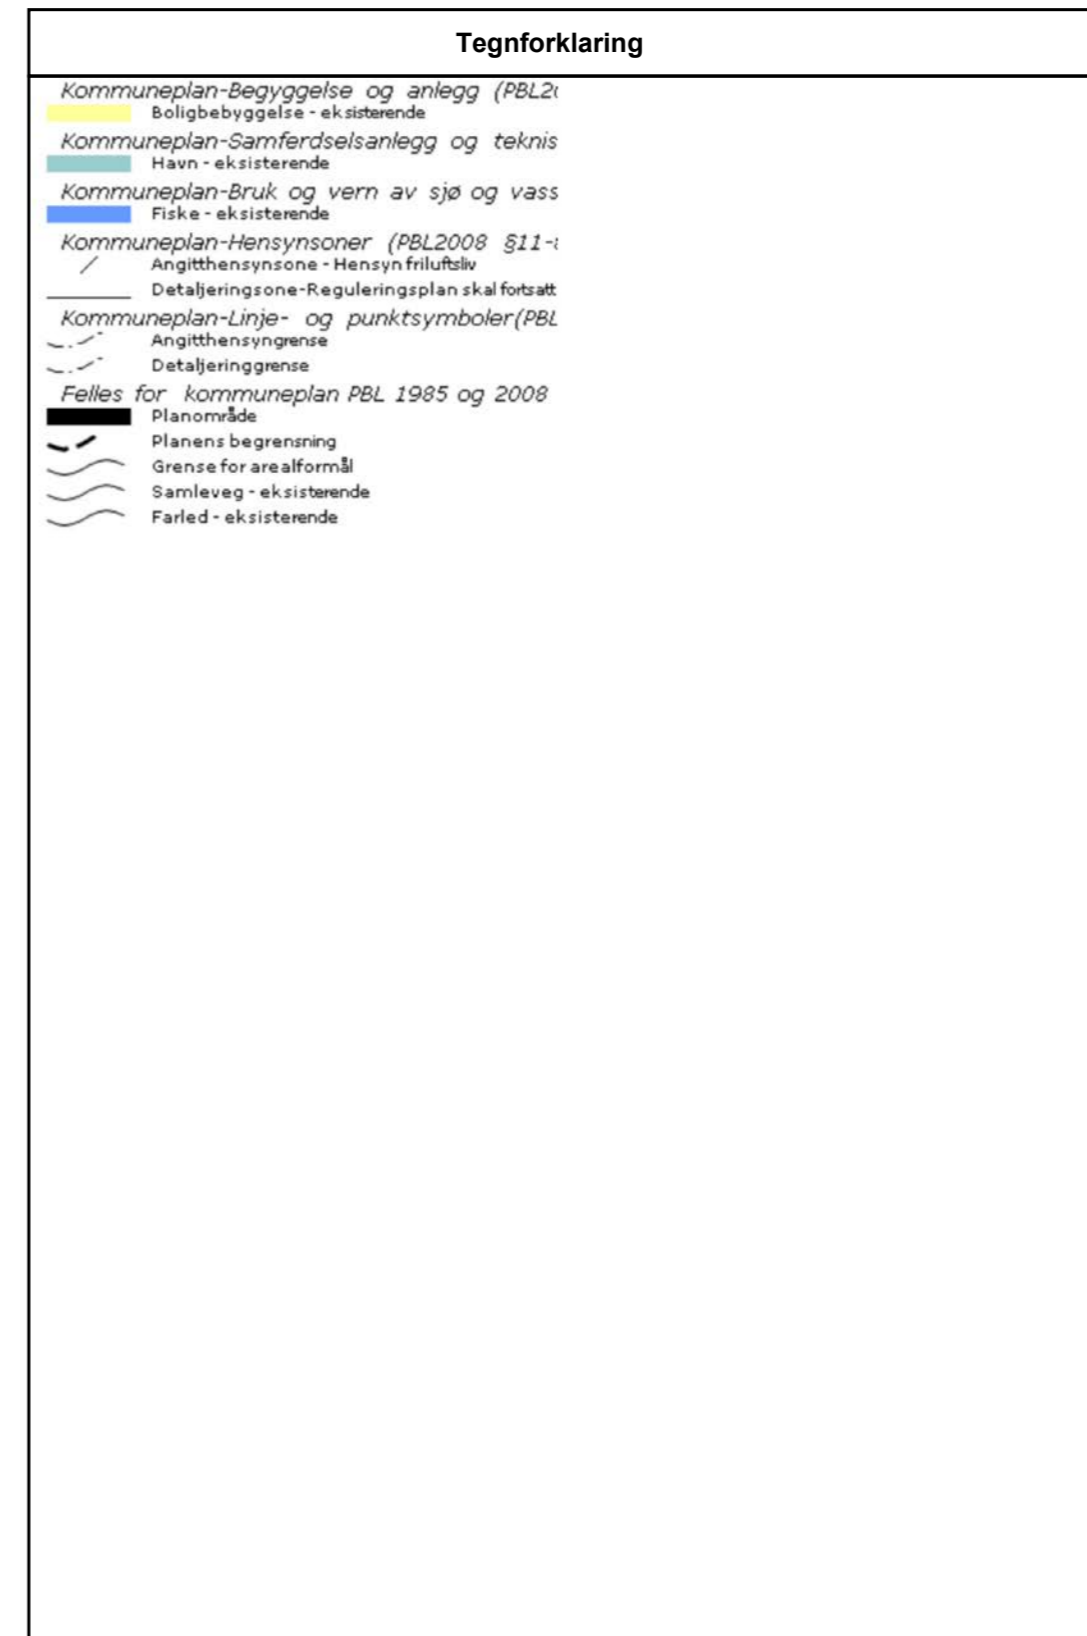 Tegnforklaring
Kommuneplan-Begyggelse og anlegg
Boligbebyggelse - eksisterende
Kommuneplan-Samferdselsanlegg og teknis
Havn - eksisterende
Kommuneplan-Bruk og vern av sjø og vass
Fiske - eksisterende
Kommuneplan-Hensynsoner (PBL2008
Angitthensynsone - Hensyn friluftsliv
Detaljeringsone-Reguleringsplan skal fortsatt
Kommuneplan-Linje- og punktsymboler(PBL
Angitthensyngrense
Detaljeringgrense
Felles for kommuneplan PBL 1985 og 2008
Planområde
Planens begrensning
Grense for arealformål
Samleveg - eksisterende
Farled - eksisterende